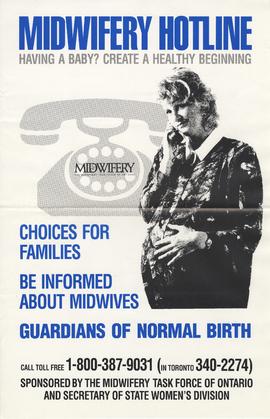 MIDWIFERY HOTLINE
HAVING A BABY? CREATE A HEALTHY BEGINNING
MIDWIFERY
CHOICES FOR
FAMILIES
BE INFORMED
ABOUT MIDWIVES
GUARDIANS OF NORMAL BIRTH
CALL TOLL FREE 1-800-387-9031 (IN TORONTO 340-2274)
SPONSORED BY THE MIDWIFERY TASK FORCE OF ONTARIO
AND SECRETARY OF STATE WOMEN'S DIVISION